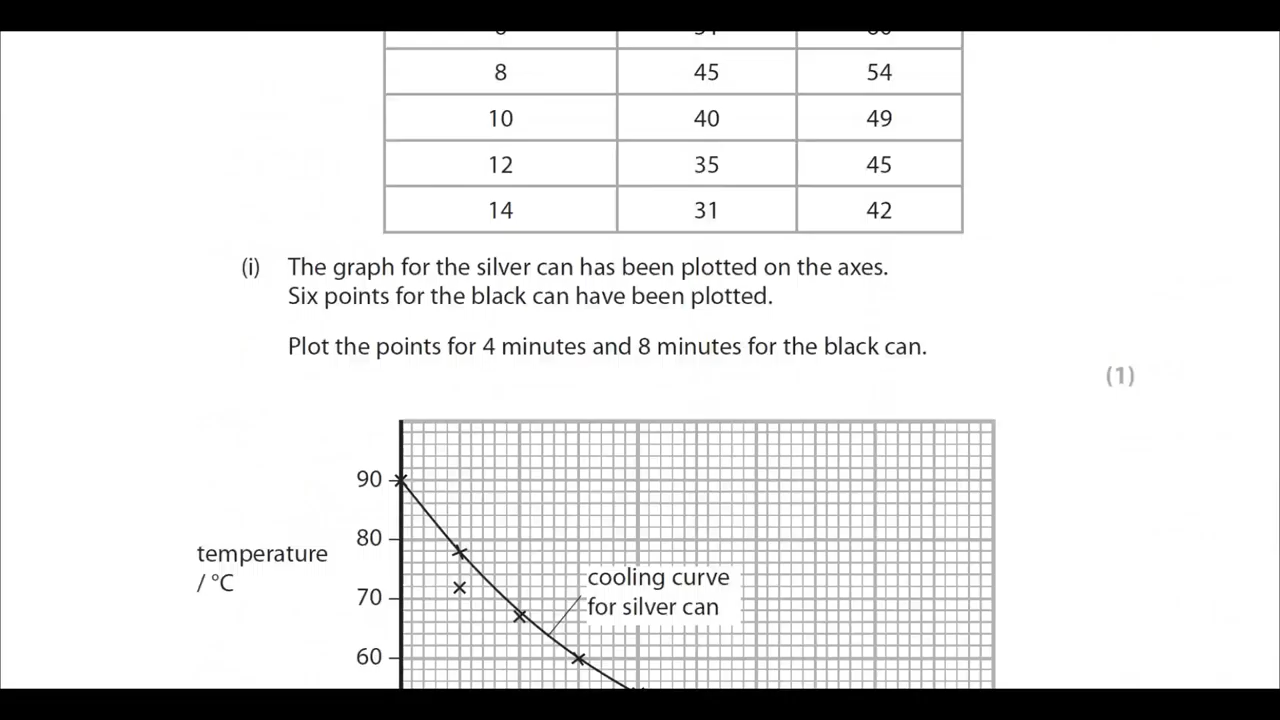 8 45 54
10 40 49
12 35 45
14 31 42
(i) The graph for the silver can has been plotted on the axes.
Six points for the black can have been plotted.
Plot the points for 4 minutes and 8 minutes for the black can.
(1)
90
80
temperature
/ °C
cooling curve
for silver can
70
60